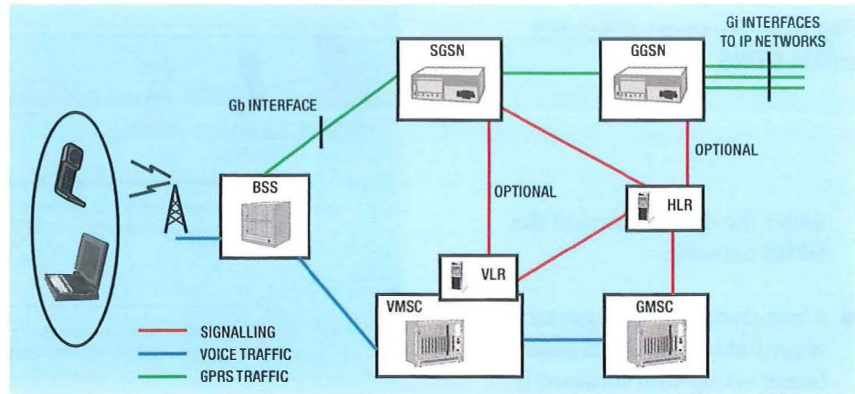 Gi INTERFACES
TO IP NETWORKS
SGSN
GGSN
Gb INTERFACE
OPTIONAL
BSS
OPTIONAL
HLR
VLR
VMSC
GMSC
SIGNALLING
VOICE TRAFFIC
GPRS TRAFFIC